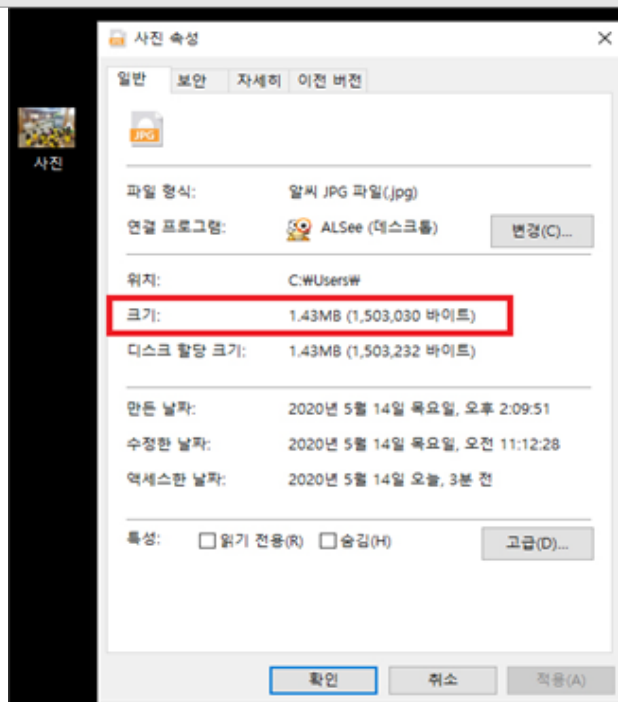 사진 속성
일반 보안 자세히 이전 버전
사진
JPG
파일 형식: 알씨 JPG 파일(.jpg)
연결 프로그램: ALSee (데스크톱) 변경(C)...
위치: C:₩Users₩
크기: 1.43MB (1,503,030 바이트)
디스크 할당 크기: 1.43MB (1,503,232 바이트)
만든 날짜: 2020년 5월 14일 목요일, 오후 2:09:51
수정한 날짜: 2020년 5월 14일 목요일, 오전 11:12:28
액세스한 날짜: 2020년 5월 14일 오늘, 3분 전
특성: 읽기 전용(R) 숨김(H) 고급(D)...
확인 취소 적용(A)